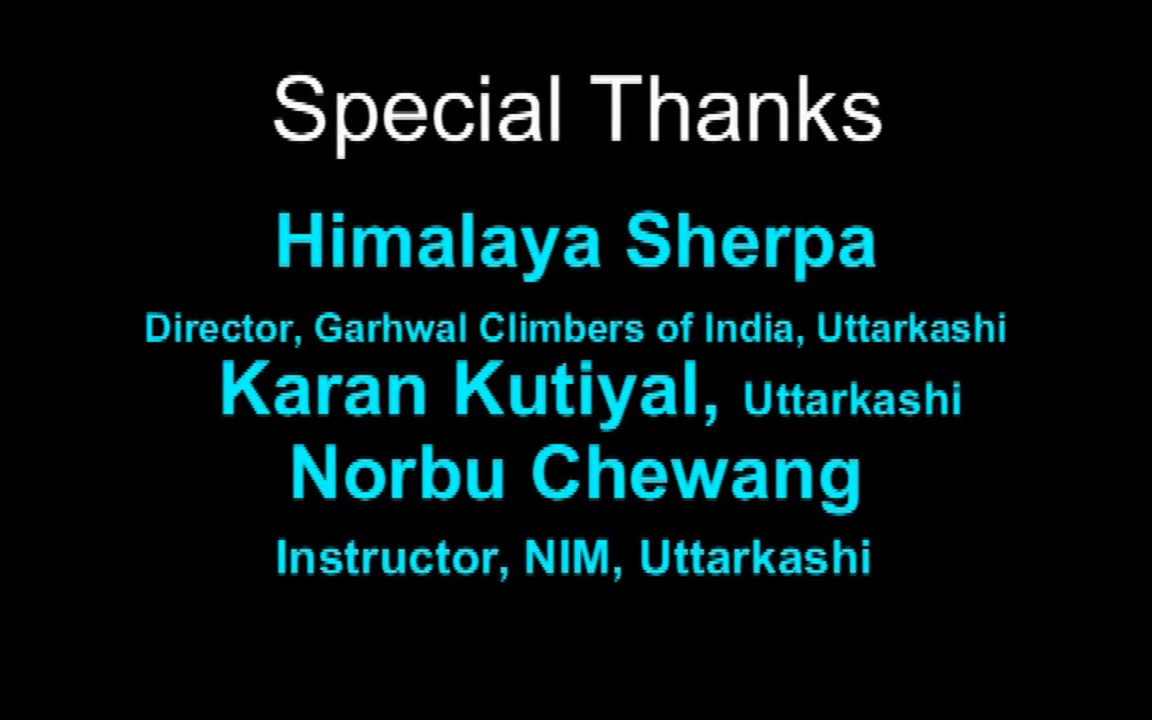 Special Thanks
Himalaya Sherpa
Director, Garhwal Climbers of India, Uttarkashi
Karan Kutiyal, Uttarkashi
Norbu Chewang
Instructor, NIM, Uttarkashi